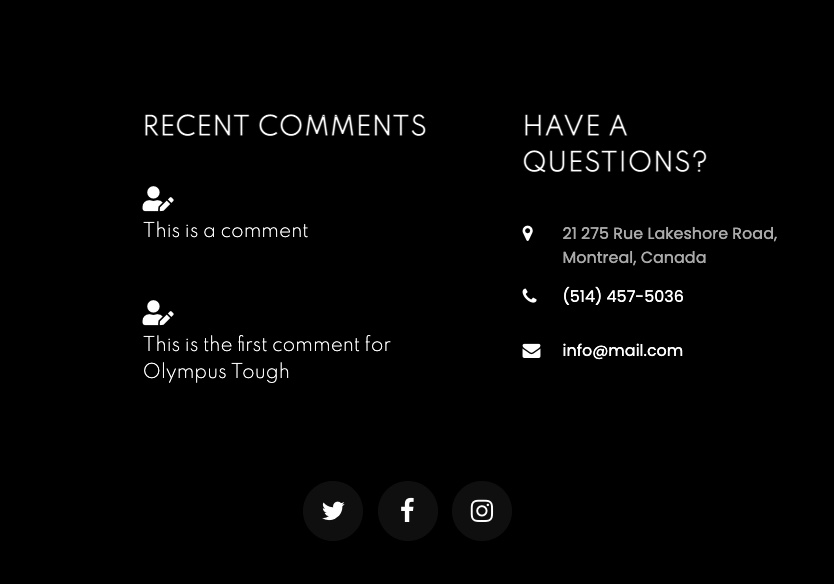 RECENT COMMENTS
This is a comment
This is the first comment for
Olympus Tough
HAVE A
QUESTIONS?
21 275 Rue Lakeshore Road,
Montreal, Canada
(514) 457-5036
info@mail.com